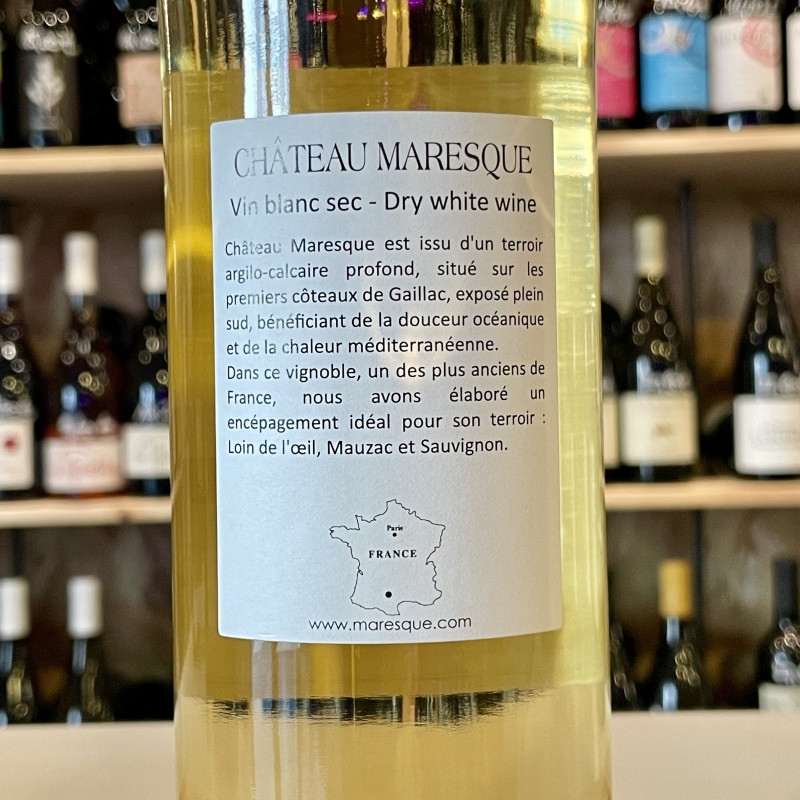 CHÂTEAU MARESQUE
Vin blanc sec - Dry white wine
Château Maresque est issu d'un terroir
argilo-calcaire profond, situé sur les
premiers côteaux de Gaillac, exposé plein
sud, bénéficiant de la douceur océanique
et de la chaleur méditerranéenne.
Dans ce vignoble, un des plus anciens de
France, nous avons élaboré un
encépagement idéal pour son terroir :
Loin de l'œil, Mauzac et Sauvignon.
Paris
FRANCE
www.maresque.com